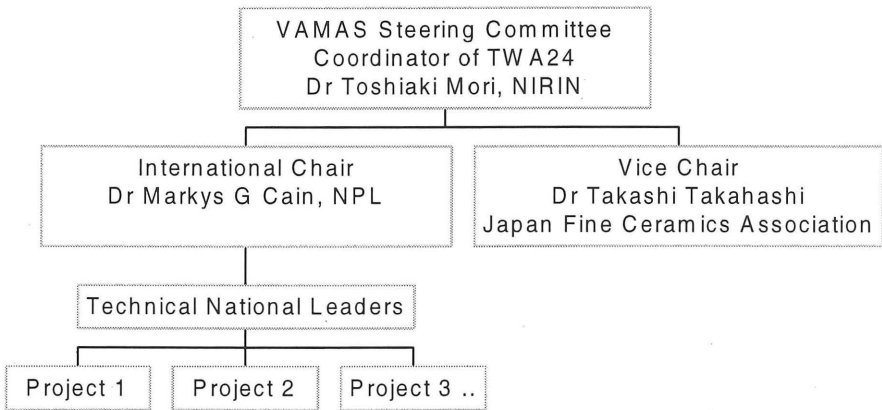 VAMAS Steering Committee
Coordinator of TWA24
Dr Toshiaki Mori, NIRIN
International Chair
Dr Markys G Cain, NPL
Vice Chair
Dr Takashi Takahashi
Japan Fine Ceramics Association
Technical National Leaders
Project 1
Project 2
Project 3 ..